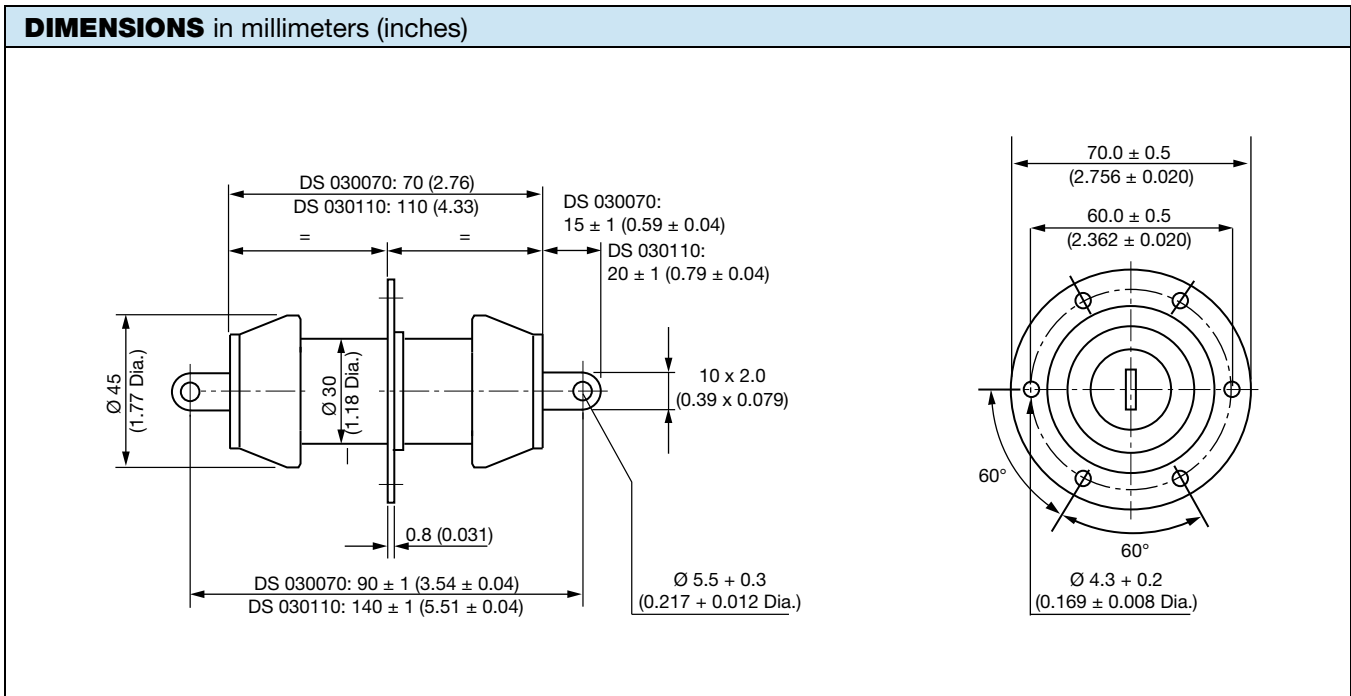 DIMENSIONS in millimeters (inches)
DS 030070: 70 (2.76)
DS 030110: 110 (4.33)
=
=
DS 030070:
15 ± 1 (0.59 ± 0.04)
DS 030110:
20 ± 1 (0.79 ± 0.04)
Ø 45
(1.77 Dia.)
Ø 30
(1.18 Dia.)
10 x 2.0
(0.39 x 0.079)
0.8 (0.031)
DS 030070: 90 ± 1 (3.54 ± 0.04)
DS 030110: 140 ± 1 (5.51 ± 0.04)
Ø 5.5 + 0.3
(0.217 + 0.012 Dia.)
70.0 ± 0.5
(2.756 ± 0.020)
60.0 ± 0.5
(2.362 ± 0.020)
60°
60°
Ø 4.3 + 0.2
(0.169 ± 0.008 Dia.)